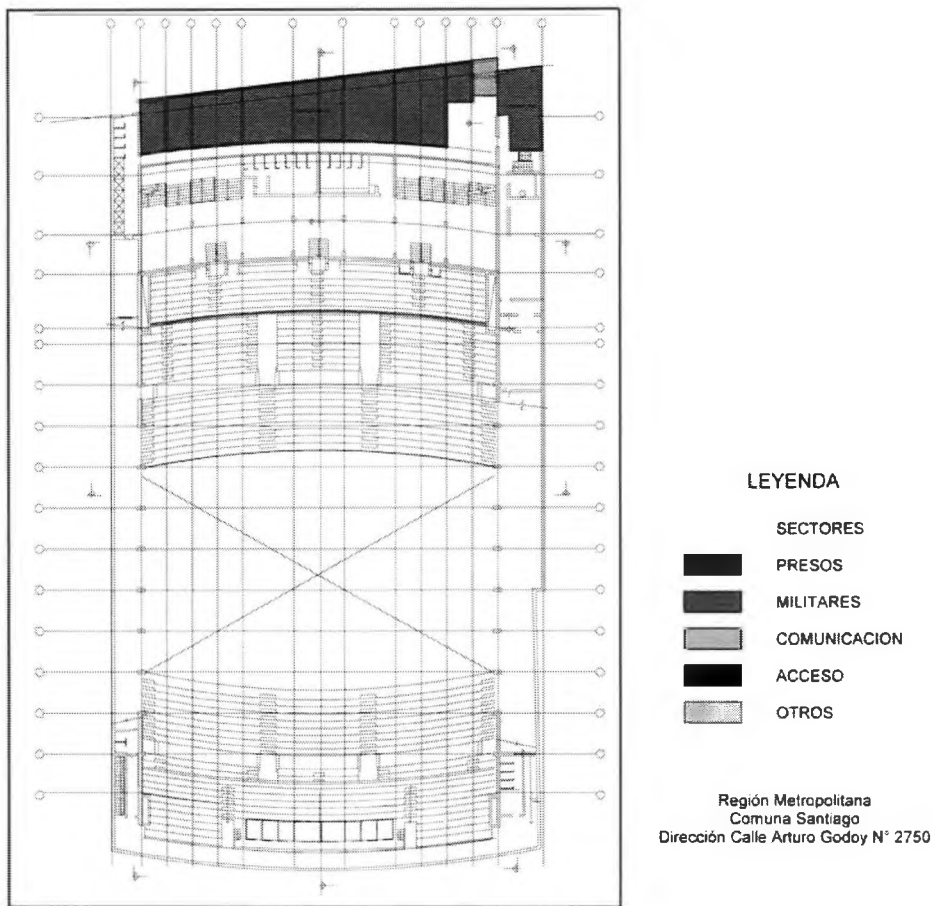 LEYENDA
SECTORES
PRESOS
MILITARES
COMUNICACION
ACCESO
OTROS
Región Metropolitana
Comuna Santiago
Dirección Calle Arturo Godoy N° 2750